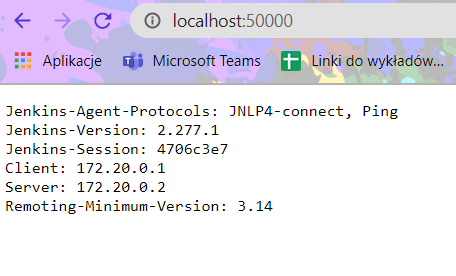 localhost:50000
Aplikacje Microsoft Teams Linki do wykładów...
Jenkins-Agent-Protocols: JNLP4-connect, Ping
Jenkins-Version: 2.277.1
Jenkins-Session: 4706c3e7
Client: 172.20.0.1
Server: 172.20.0.2
Remoting-Minimum-Version: 3.14